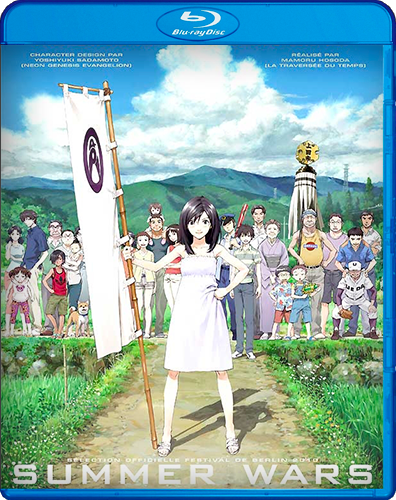 Blu-ray Disc
CHARACTER DESIGN PAR
YOSHIYUKI SADAMOTO
(NEON GENESIS EVANGELION)
RÉALISÉ PAR
MAMORU HOSODA
(LA TRAVERSÉE DU TEMPS)
SÉLECTION OFFICIELLE FESTIVAL DE BERLIN 2010
SUMMER WARS